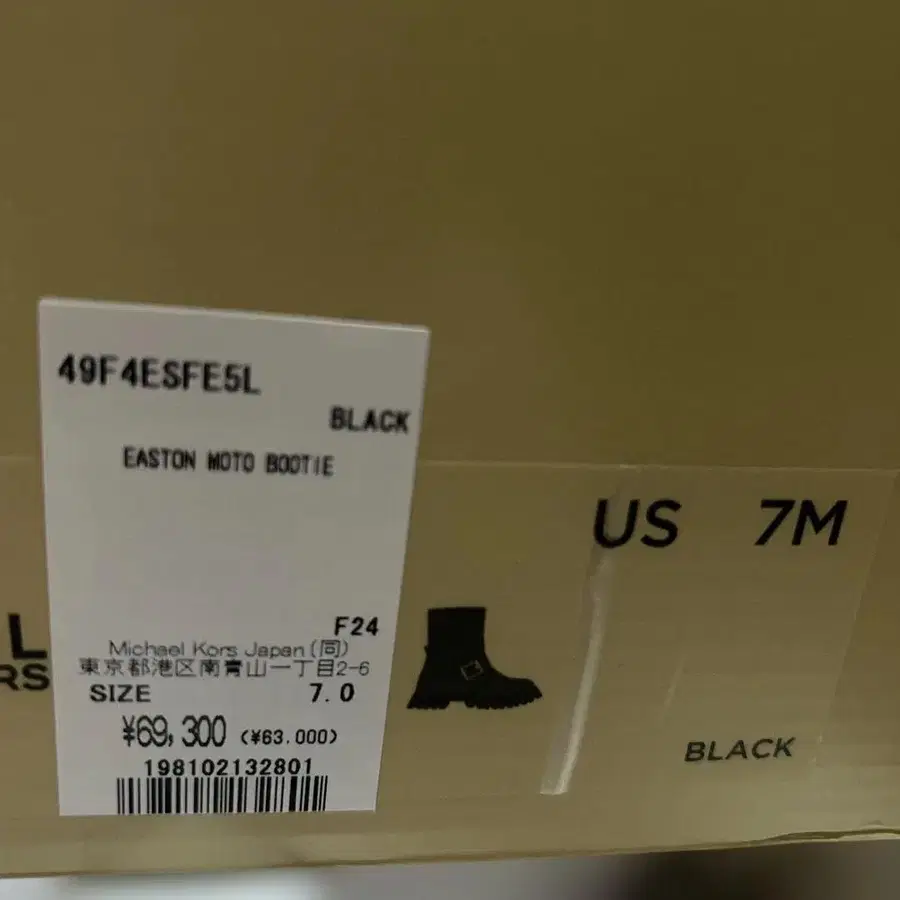 49F4ESFE5L
BLACK
EASTON MOTO BOOTIE
F24
Michael Kors Japan(同)
東京都港区南青山一丁目2-6
SIZE 7.0
¥69,300 (¥63.000)
198102132801
L
RS
US 7M
BLACK